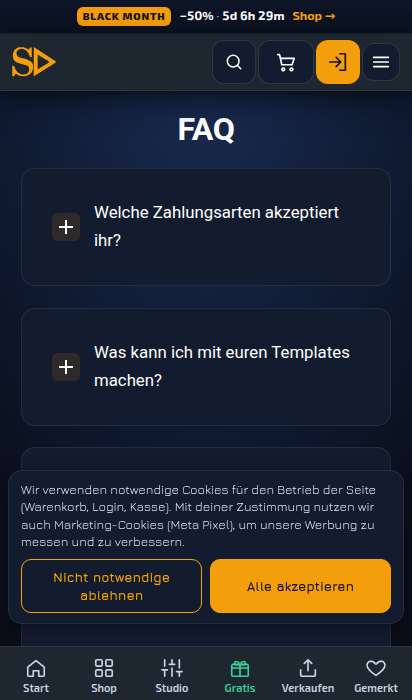 BLACK MONTH −50% · 5d 6h 29m Shop →
S
FAQ
Welche Zahlungsarten akzeptiert
ihr?
Was kann ich mit euren Templates
machen?
Wir verwenden notwendige Cookies für den Betrieb der Seite
(Warenkorb, Login, Kasse). Mit deiner Zustimmung nutzen wir
auch Marketing-Cookies (Meta Pixel), um unsere Werbung zu
messen und zu verbessern.
Nicht notwendige
ablehnen
Alle akzeptieren
Start Shop Studio Gratis Verkaufen Gemerkt